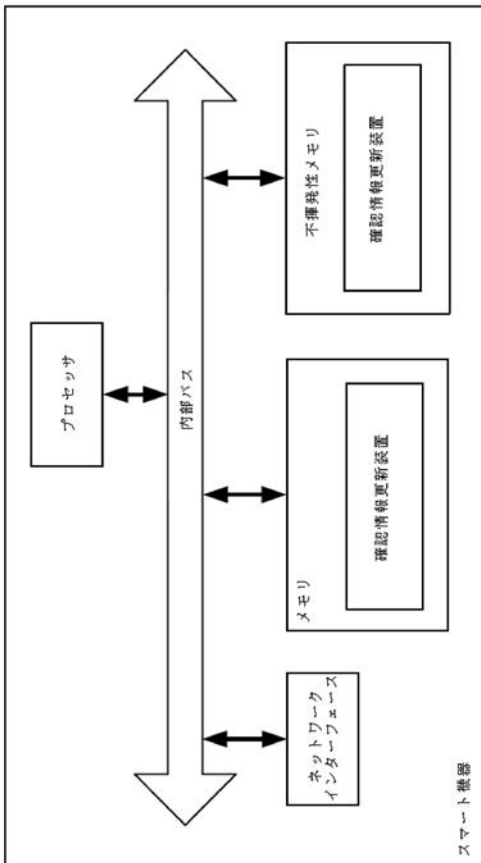 プロセッサ
内部バス
ネットワーク
インターフェース
メモリ
確認情報更新装置
不揮発性メモリ
確認情報更新装置
スマート機器